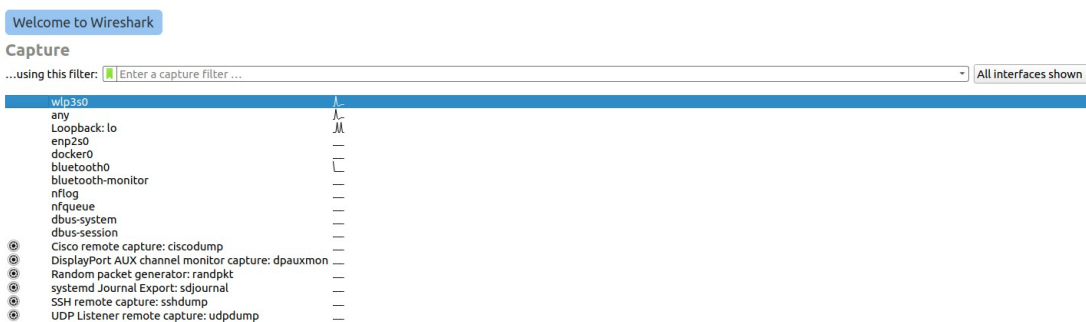 Welcome to Wireshark
Capture
...using this filter: Enter a capture filter ... All interfaces shown
wlp3s0
any
Loopback: lo
enp2s0
docker0
bluetooth0
bluetooth-monitor
nflog
nfqueue
dbus-system
dbus-session
Cisco remote capture: ciscodump
DisplayPort AUX channel monitor capture: dpauxmon
Random packet generator: randpkt
systemd Journal Export: sdjournal
SSH remote capture: sshdump
UDP Listener remote capture: udpdump